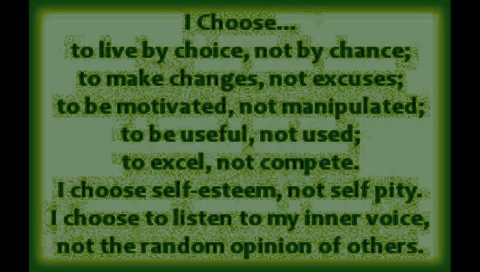 I Choose...
to live by choice, not by chance;
to make changes, not excuses;
to be motivated, not manipulated;
to be useful, not used;
to excel, not compete.
I choose self-esteem, not self pity.
I choose to listen to my inner voice,
not the random opinion of others.